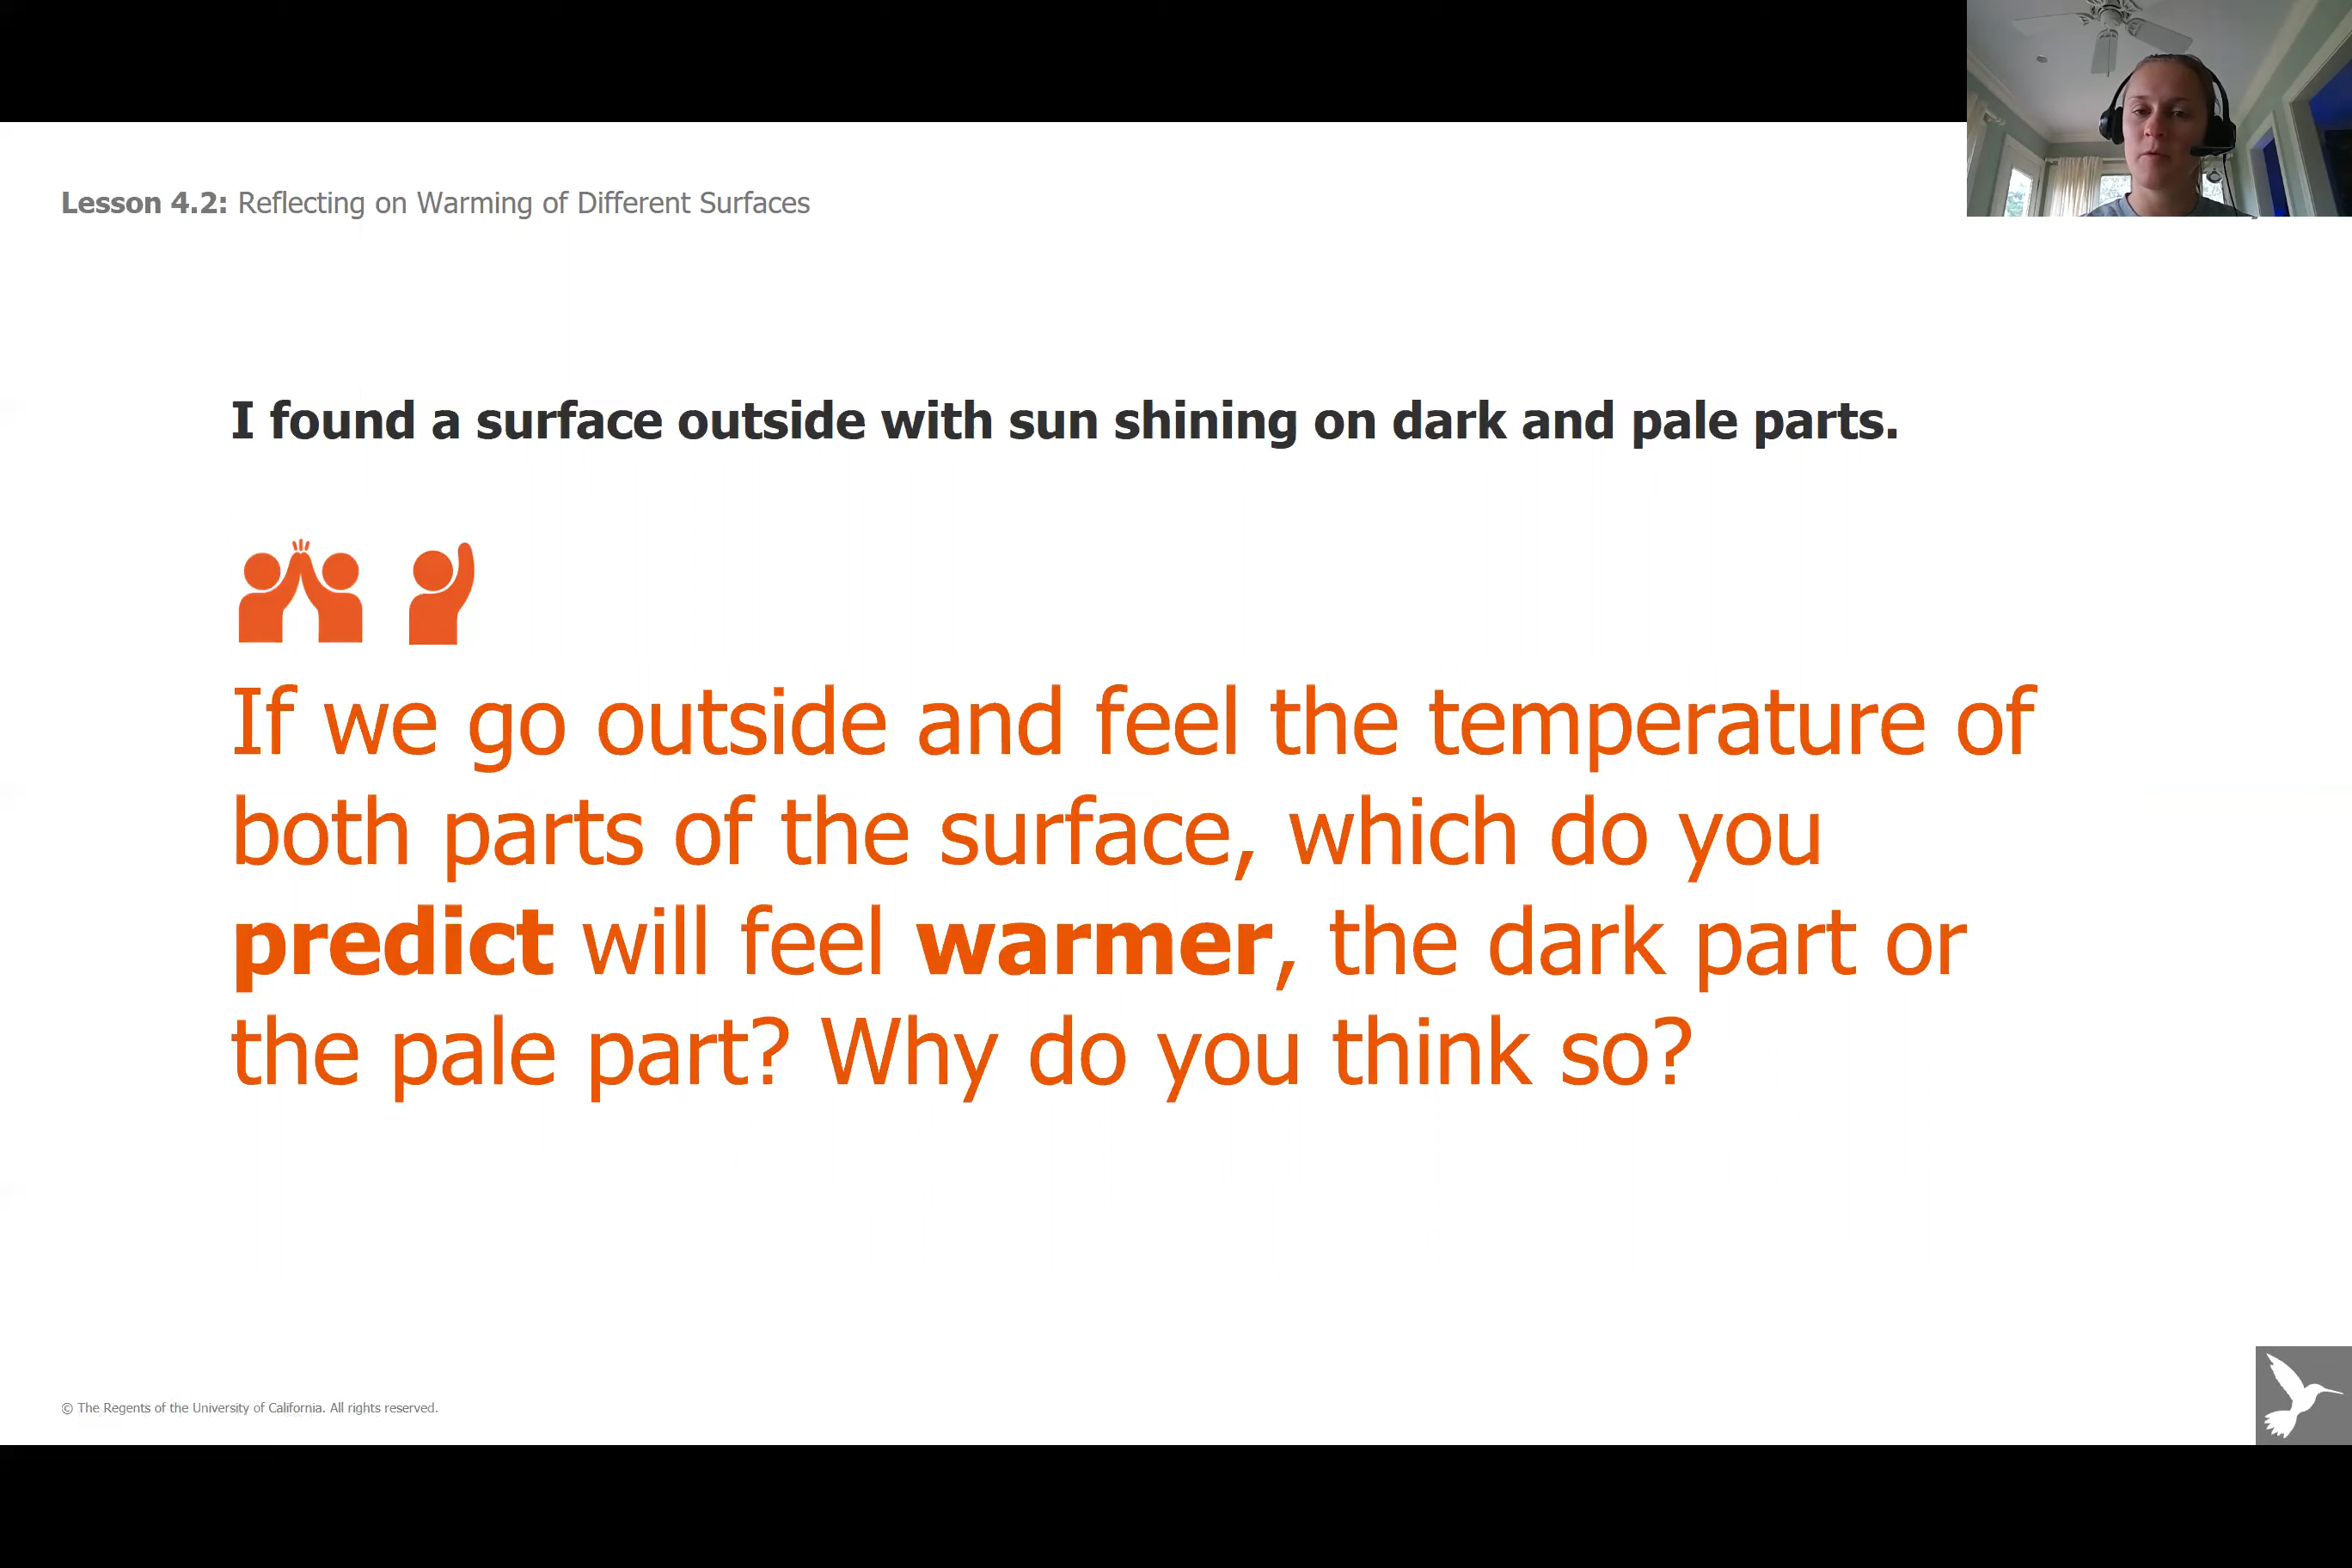 Lesson 4.2: Reflecting on Warming of Different Surfaces
I found a surface outside with sun shining on dark and pale parts.
If we go outside and feel the temperature of
both parts of the surface, which do you
predict will feel warmer, the dark part or
the pale part? Why do you think so?
© The Regents of the University of California. All rights reserved.